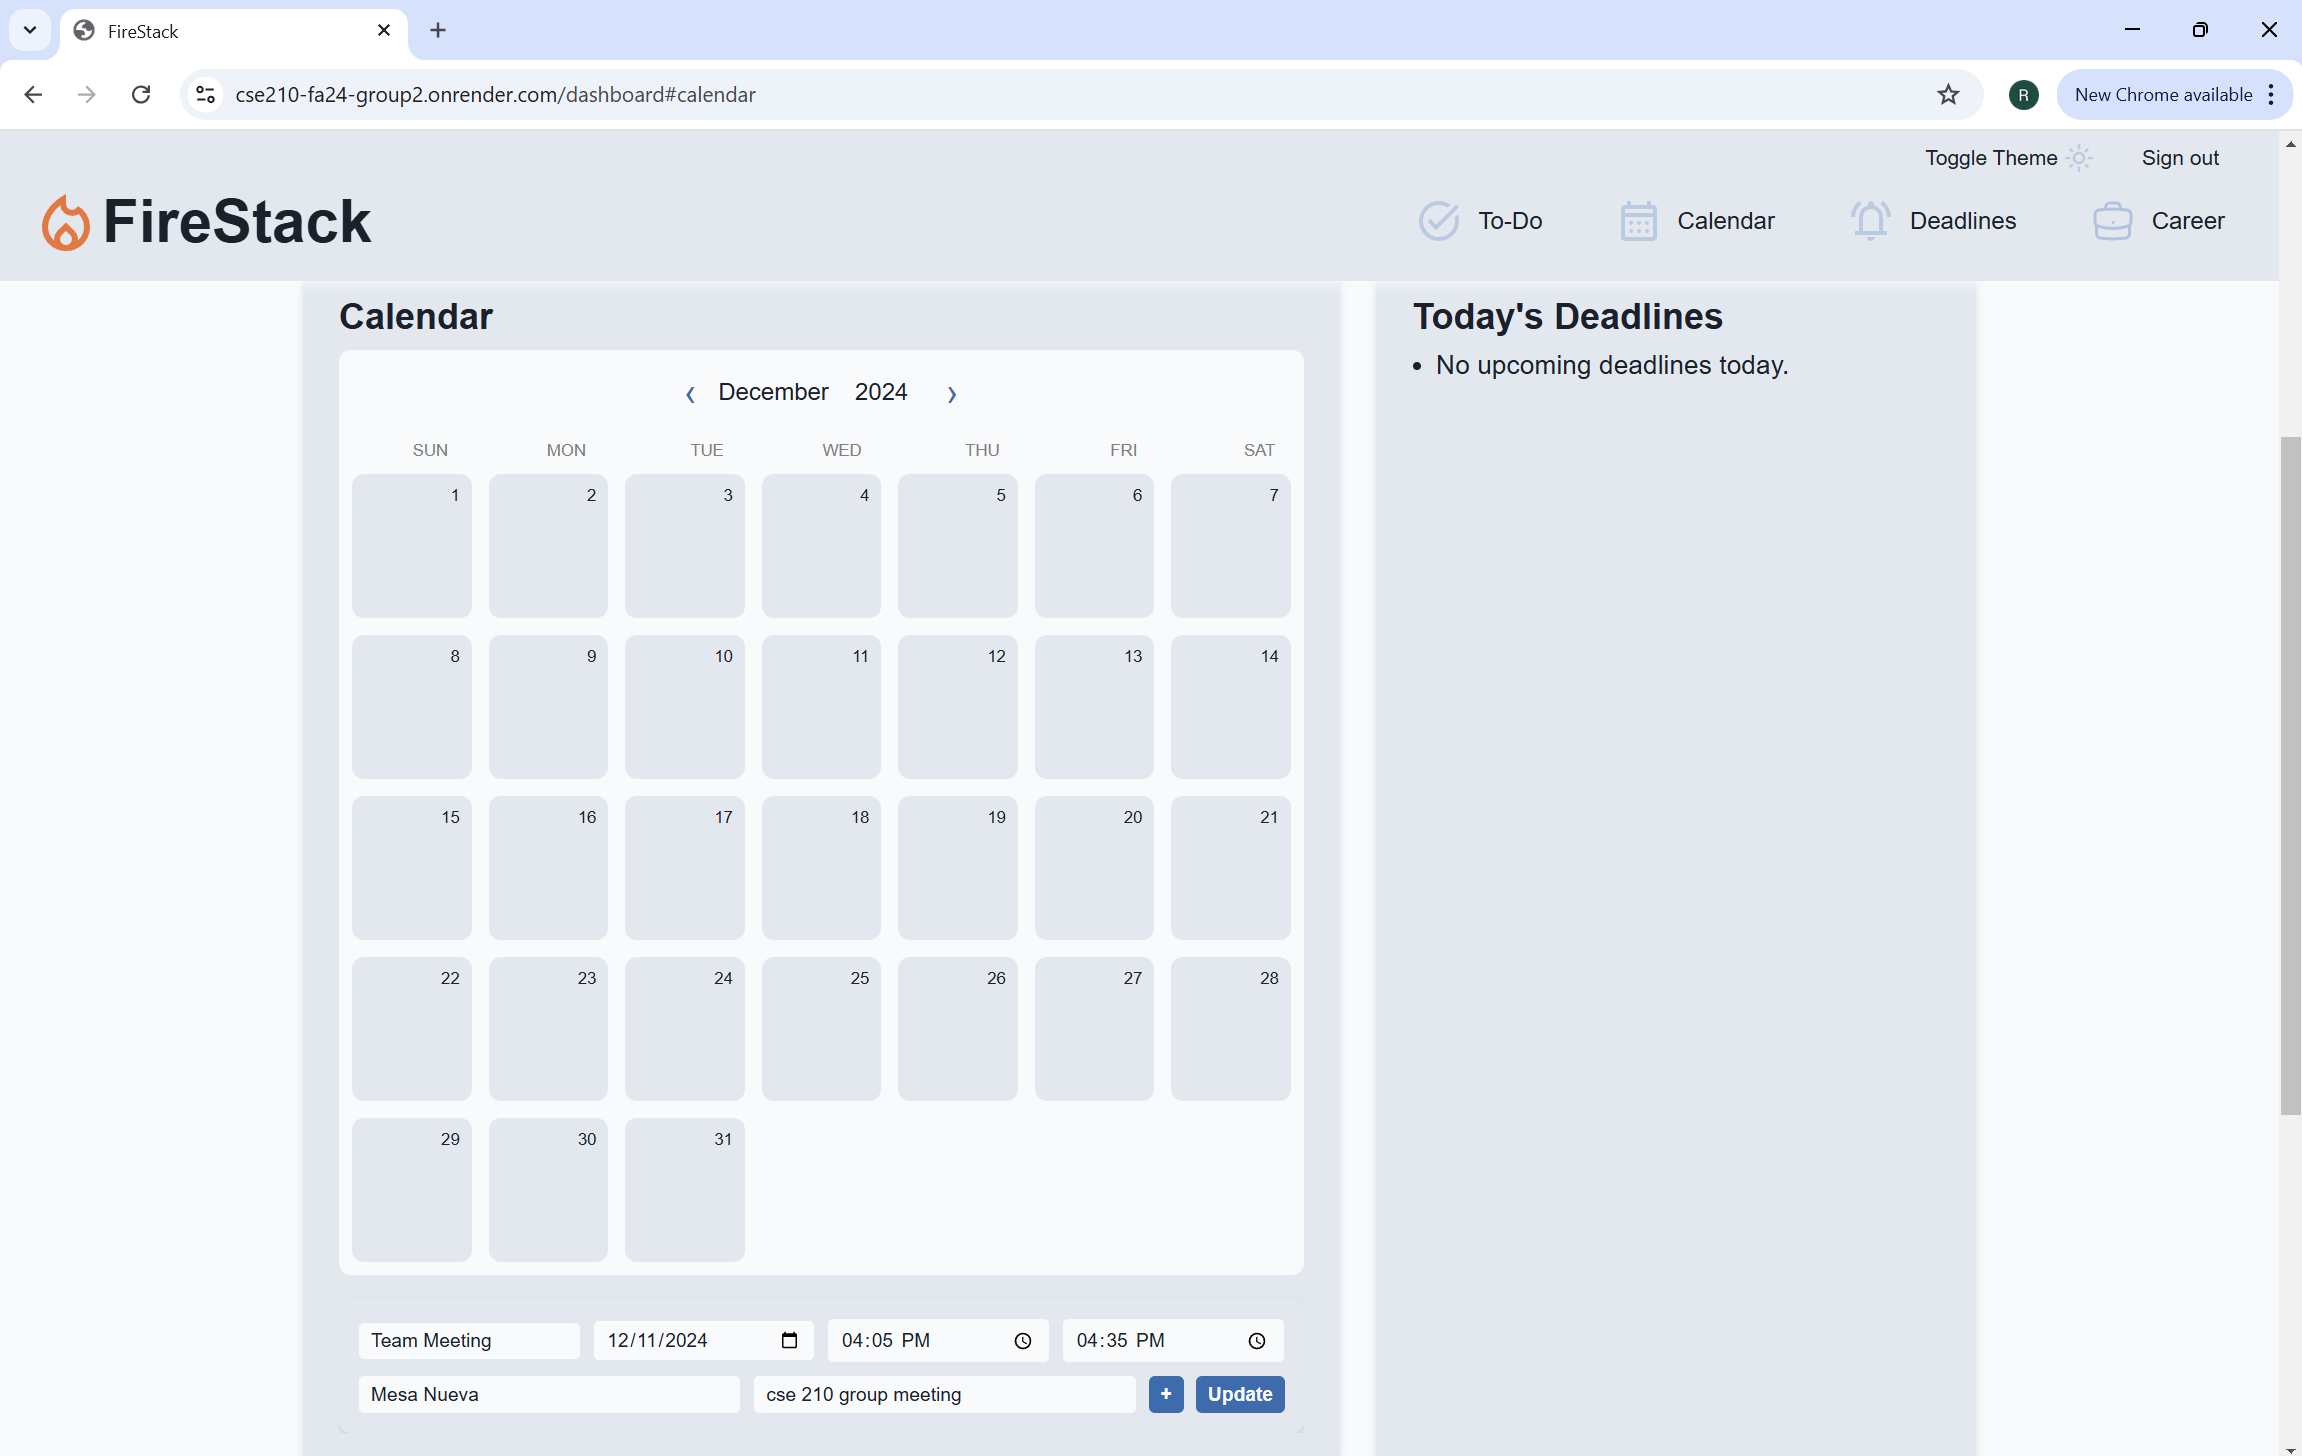 FireStack
cse210-fa24-group2.onrender.com/dashboard#calendar
R
New Chrome available
Toggle Theme
Sign out
FireStack
To-Do
Calendar
Deadlines
Career
Calendar
December 2024
SUN MON TUE WED THU FRI SAT
1 2 3 4 5 6 7
8 9 10 11 12 13 14
15 16 17 18 19 20 21
22 23 24 25 26 27 28
29 30 31
Team Meeting
12/11/2024
04:05 PM
04:35 PM
Mesa Nueva
cse 210 group meeting
+
Update
Today's Deadlines
• No upcoming deadlines today.